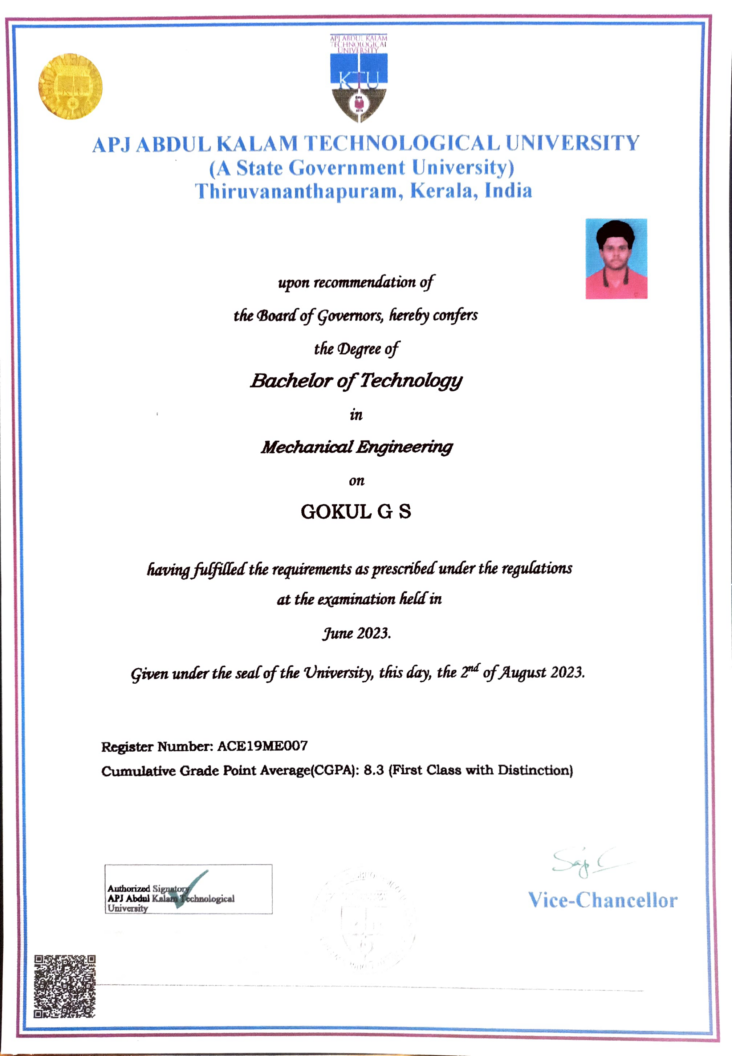 APJ ABDUL KALAM
TECHNOLOGICAL
UNIVERSITY
KTU
APJ ABDUL KALAM TECHNOLOGICAL UNIVERSITY
(A State Government University)
Thiruvananthapuram, Kerala, India
upon recommendation of
the Board of Governors, hereby confers
the Degree of
Bachelor of Technology
in
Mechanical Engineering
on
GOKUL G S
having fulfilled the requirements as prescribed under the regulations
at the examination held in
June 2023.
Given under the seal of the University, this day, the 2nd of August 2023.
Register Number: ACE19ME007
Cumulative Grade Point Average(CGPA): 8.3 (First Class with Distinction)
Authorized Signatory
APJ Abdul Kalam Technological
University
Vice-Chancellor